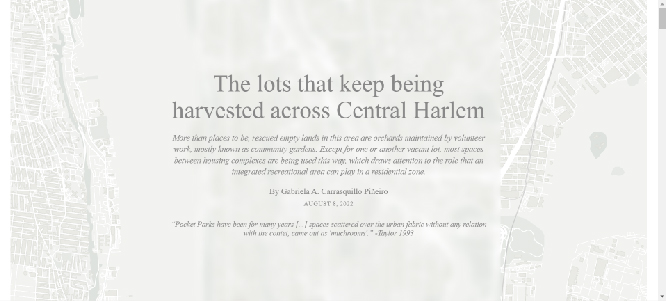 The lots that keep being
harvested across Central Harlem
More than places to be, rescued empty lands in this area are orchards maintained by volunteer
work, mostly known as community gardens. Except for one or another vacant lot, most spaces
between housing complexes are being used this way, which draws attention to the role that an
integrated recreational area can play in a residential zone.
By Gabriela A. Carrasquillo Piñeiro
AUGUST 8, 2022
"Pocket Parks have been for many years [...] spaces scattered over the urban fabric without any relation
with the context, came out as 'mushrooms'." -Taylor 1993